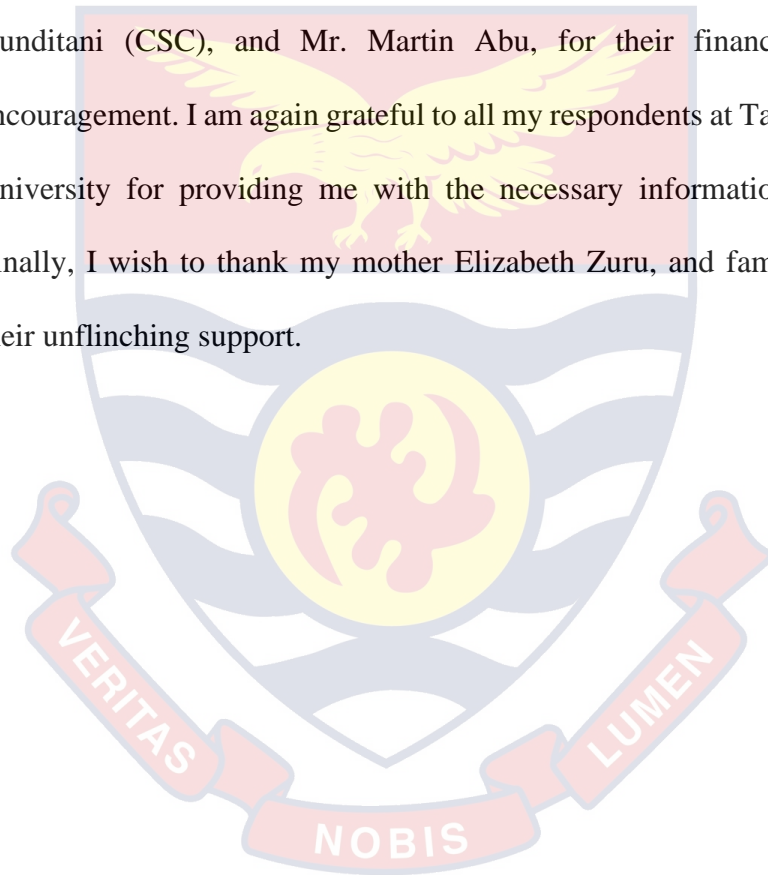 unditani (CSC), and Mr. Martin Abu, for their financ
ncouragement. I am again grateful to all my respondents at Ta
niversity for providing me with the necessary informatio
inally, I wish to thank my mother Elizabeth Zuru, and fam
heir unflinching support.
VERITAS
NOBIS
LUMEN